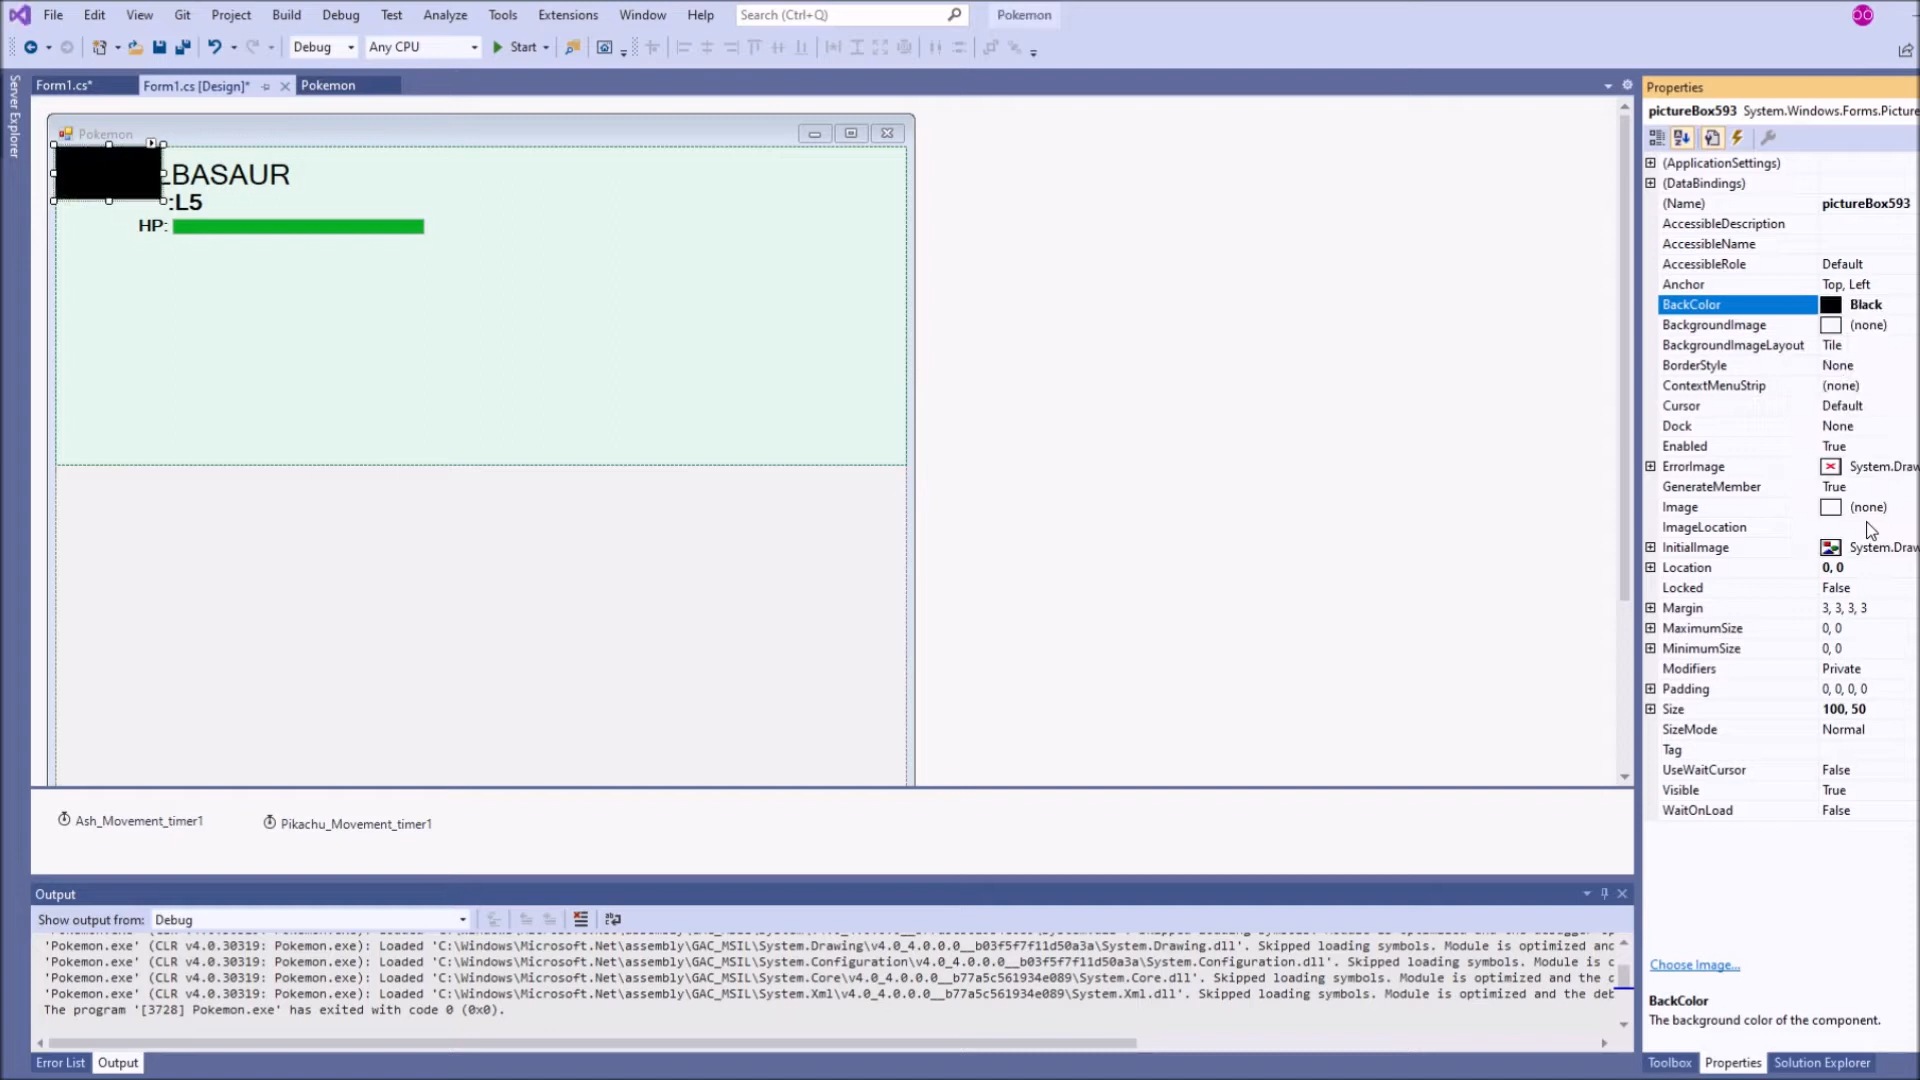 File Edit View Git Project Build Debug Test Analyze Tools Extensions Window Help Search (Ctrl+Q) Pokemon
Debug Any CPU Start
Server Explorer
Form1.cs* Form1.cs [Design]* Pokemon
Pokemon
LBASAUR
:L5
HP:
Ash_Movement_timer1 Pikachu_Movement_timer1
Output
Show output from: Debug
'Pokemon.exe' (CLR v4.0.30319: Pokemon.exe): Loaded 'C:\Windows\Microsoft.Net\assembly\GAC_MSIL\System.Drawing\v4.0_4.0.0.0__b03f5f7f11d50a3a\System.Drawing.dll'. Skipped loading symbols. Module is optimized and
'Pokemon.exe' (CLR v4.0.30319: Pokemon.exe): Loaded 'C:\Windows\Microsoft.Net\assembly\GAC_MSIL\System.Configuration\v4.0_4.0.0.0__b03f5f7f11d50a3a\System.Configuration.dll'. Skipped loading symbols. Module is c
'Pokemon.exe' (CLR v4.0.30319: Pokemon.exe): Loaded 'C:\Windows\Microsoft.Net\assembly\GAC_MSIL\System.Core\v4.0_4.0.0.0__b77a5c561934e089\System.Core.dll'. Skipped loading symbols. Module is optimized and the c
'Pokemon.exe' (CLR v4.0.30319: Pokemon.exe): Loaded 'C:\Windows\Microsoft.Net\assembly\GAC_MSIL\System.Xml\v4.0_4.0.0.0__b77a5c561934e089\System.Xml.dll'. Skipped loading symbols. Module is optimized and the det
The program '[3728] Pokemon.exe' has exited with code 0 (0x0).
Error List Output
Properties
pictureBox593 System.Windows.Forms.Picture
(ApplicationSettings)
(DataBindings)
(Name) pictureBox593
AccessibleDescription
AccessibleName
AccessibleRole Default
Anchor Top, Left
BackColor Black
BackgroundImage (none)
BackgroundImageLayout Tile
BorderStyle None
ContextMenuStrip (none)
Cursor Default
Dock None
Enabled True
ErrorImage System.Draw
GenerateMember True
Image (none)
ImageLocation
InitialImage System.Draw
Location 0, 0
Locked False
Margin 3, 3, 3, 3
MaximumSize 0, 0
MinimumSize 0, 0
Modifiers Private
Padding 0, 0, 0, 0
Size 100, 50
SizeMode Normal
Tag
UseWaitCursor False
Visible True
WaitOnLoad False
Choose Image...
BackColor
The background color of the component.
Toolbox Properties Solution Explorer